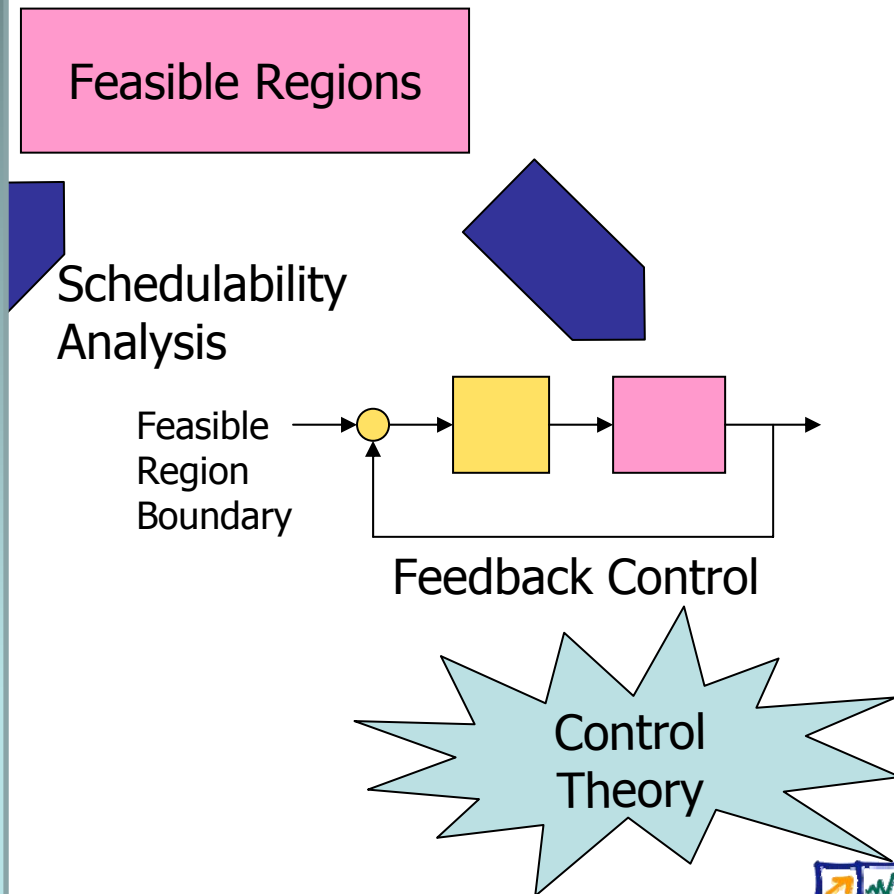 Feasible Regions
Schedulability
Analysis
Feasible
Region
Boundary
Feedback Control
Control
Theory